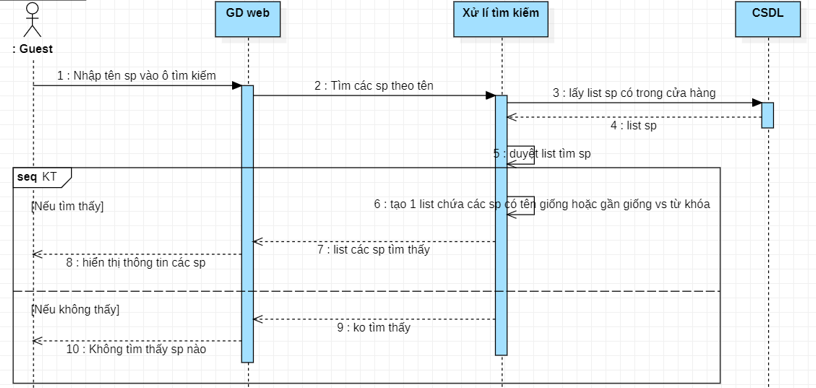 GD web
Xử lí tìm kiếm
CSDL
: Guest
1 : Nhập tên sp vào ô tìm kiếm
2 : Tìm các sp theo tên
3 : lấy list sp có trong cửa hàng
4 : list sp
5 : duyệt list tìm sp
seq KT
[Nếu tìm thấy]
6 : tạo 1 list chứa các sp có tên giống hoặc gần giống vs từ khóa
7 : list các sp tìm thấy
8 : hiển thị thông tin các sp
[Nếu không thấy]
9 : ko tìm thấy
10 : Không tìm thấy sp nào